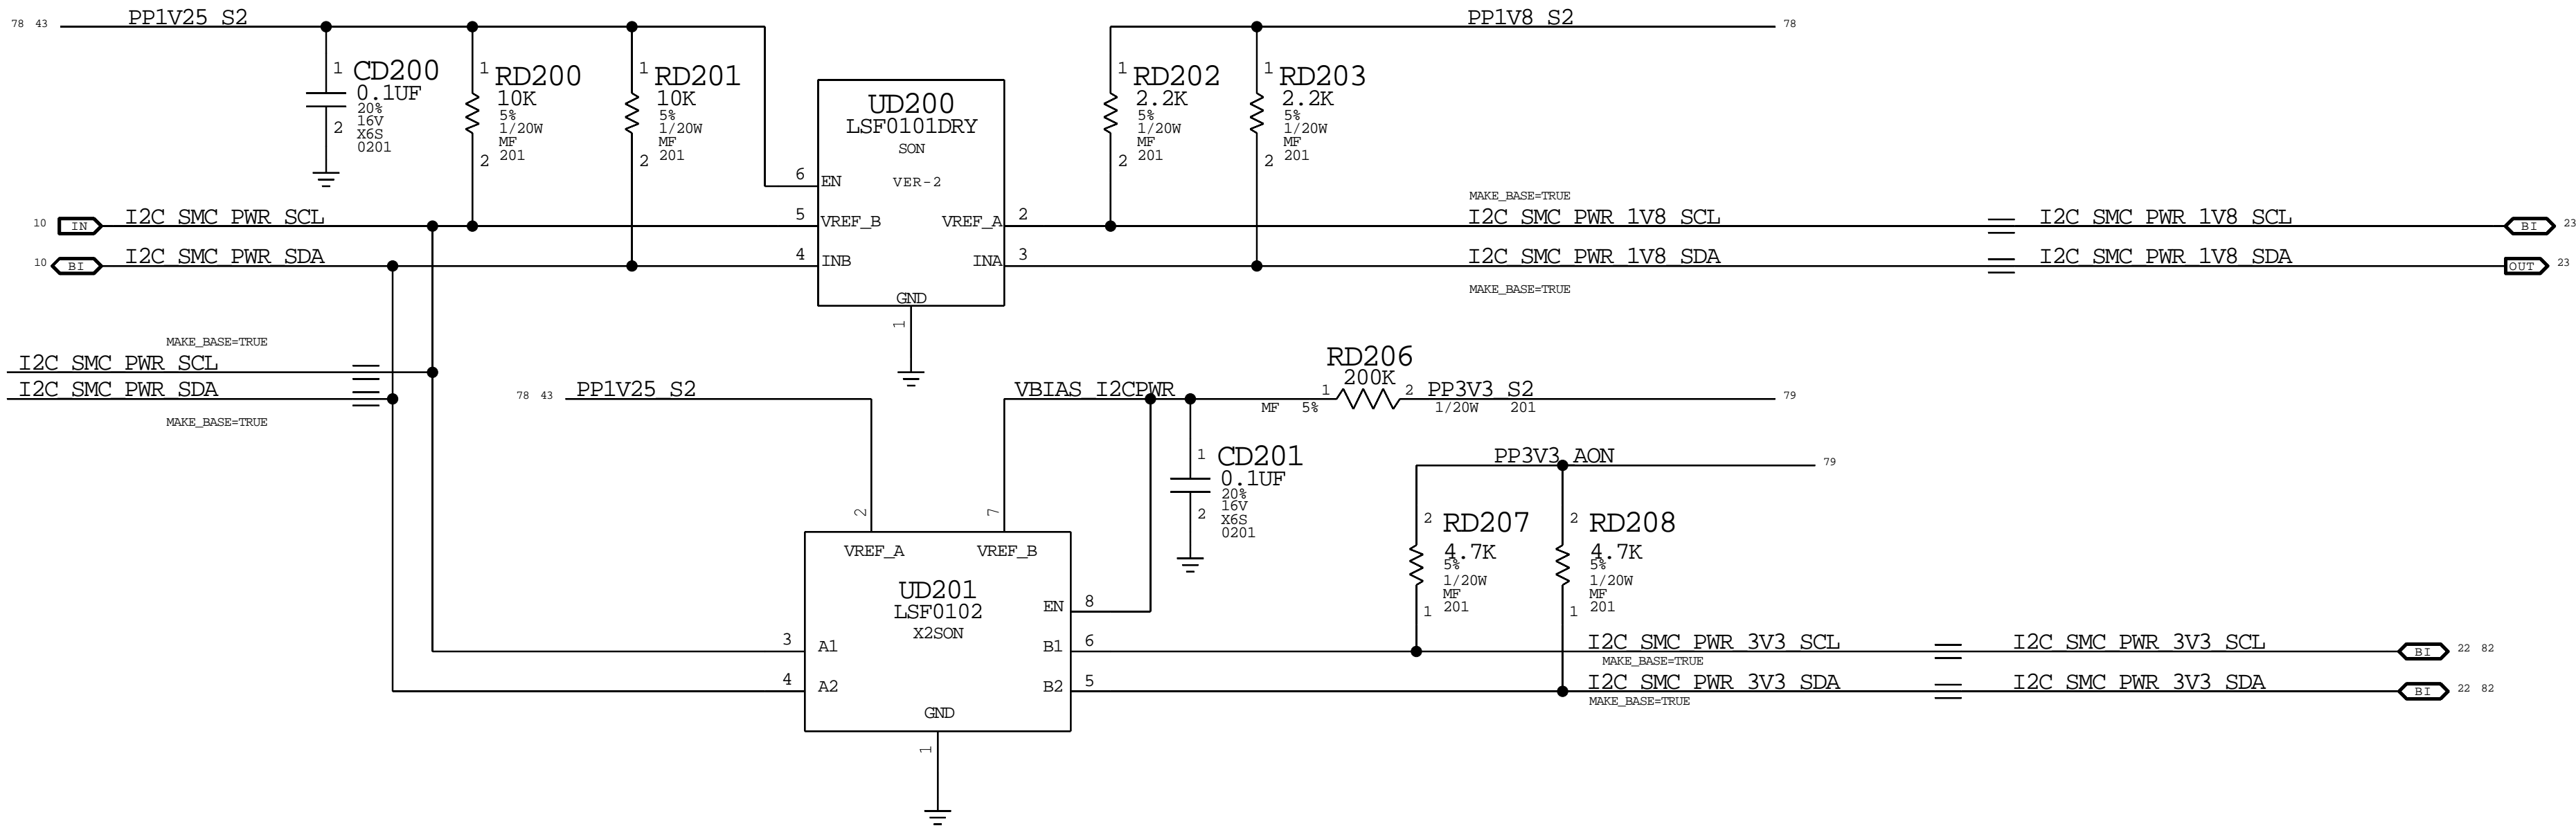 78 43 PP1V25_S2
PP1V8_S2 78
1 CD200
0.1UF
20%
16V
X6S
0201
2
1 RD200
10K
5%
1/20W
MF
201
2
1 RD201
10K
5%
1/20W
MF
201
2
UD200
LSF0101DRY
SON
VER-2
6 EN
5 VREF_B
4 INB
VREF_A 2
INA 3
GND
1
1 RD202
2.2K
5%
1/20W
MF
201
2
1 RD203
2.2K
5%
1/20W
MF
201
2
10 IN I2C_SMC_PWR_SCL
10 BI I2C_SMC_PWR_SDA
MAKE_BASE=TRUE
I2C_SMC_PWR_1V8_SCL I2C_SMC_PWR_1V8_SCL BI 23
I2C_SMC_PWR_1V8_SDA I2C_SMC_PWR_1V8_SDA OUT 23
MAKE_BASE=TRUE
MAKE_BASE=TRUE
I2C_SMC_PWR_SCL
I2C_SMC_PWR_SDA
MAKE_BASE=TRUE
78 43 PP1V25_S2
VBIAS_I2CPWR
RD206
200K
1 2 PP3V3_S2 79
MF 5% 1/20W 201
1 CD201
0.1UF
20%
16V
X6S
0201
2
PP3V3_AON 79
2 RD207
4.7K
5%
1/20W
MF
201
1
2 RD208
4.7K
5%
1/20W
MF
201
1
2 7
VREF_A VREF_B
UD201
LSF0102
X2SON
EN 8
3 A1 B1 6
4 A2 B2 5
GND
1
I2C_SMC_PWR_3V3_SCL I2C_SMC_PWR_3V3_SCL BI 22 82
MAKE_BASE=TRUE
I2C_SMC_PWR_3V3_SDA I2C_SMC_PWR_3V3_SDA BI 22 82
MAKE_BASE=TRUE